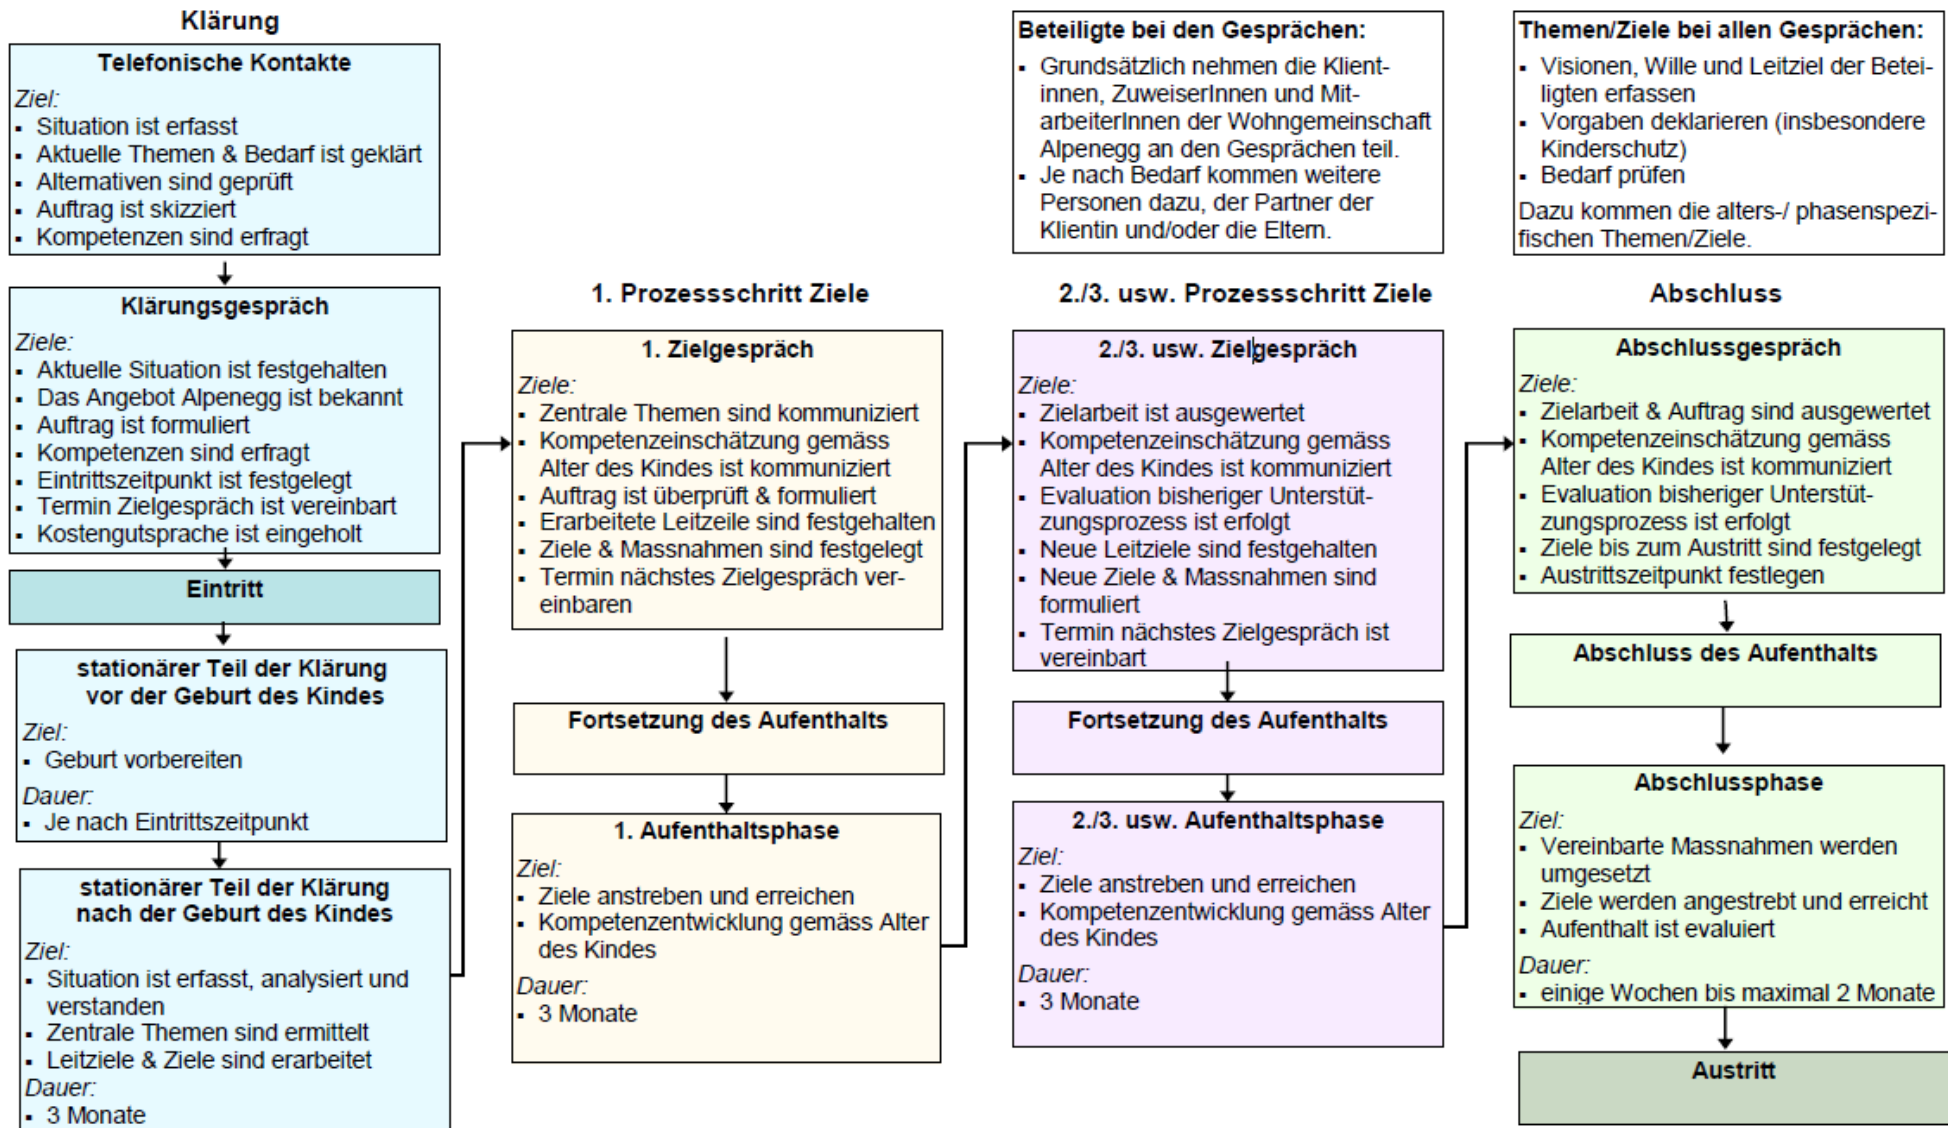 Klärung
Telefonische Kontakte
Ziel:
▪ Situation ist erfasst
▪ Aktuelle Themen & Bedarf ist geklärt
▪ Alternativen sind geprüft
▪ Auftrag ist skizziert
▪ Kompetenzen sind erfragt
Klärungsgespräch
Ziele:
▪ Aktuelle Situation ist festgehalten
▪ Das Angebot Alpenegg ist bekannt
▪ Auftrag ist formuliert
▪ Kompetenzen sind erfragt
▪ Eintrittszeitpunkt ist festgelegt
▪ Termin Zielgespräch ist vereinbart
▪ Kostengutsprache ist eingeholt
Eintritt
stationärer Teil der Klärung
vor der Geburt des Kindes
Ziel:
▪ Geburt vorbereiten
Dauer:
▪ Je nach Eintrittszeitpunkt
stationärer Teil der Klärung
nach der Geburt des Kindes
Ziel:
▪ Situation ist erfasst, analysiert und
verstanden
▪ Zentrale Themen sind ermittelt
▪ Leitziele & Ziele sind erarbeitet
Dauer:
▪ 3 Monate
1. Prozessschritt Ziele
1. Zielgespräch
Ziele:
▪ Zentrale Themen sind kommuniziert
▪ Kompetenzeinschätzung gemäss
Alter des Kindes ist kommuniziert
▪ Auftrag ist überprüft & formuliert
▪ Erarbeitete Leitzeile sind festgehalten
▪ Ziele & Massnahmen sind festgelegt
▪ Termin nächstes Zielgespräch ver-
einbaren
Fortsetzung des Aufenthalts
1. Aufenthaltsphase
Ziel:
▪ Ziele anstreben und erreichen
▪ Kompetenzentwicklung gemäss Alter
des Kindes
Dauer:
▪ 3 Monate
Beteiligte bei den Gesprächen:
▪ Grundsätzlich nehmen die Klient-
innen, ZuweiserInnen und Mit-
arbeiterInnen der Wohngemeinschaft
Alpenegg an den Gesprächen teil.
▪ Je nach Bedarf kommen weitere
Personen dazu, der Partner der
Klientin und/oder die Eltern.
2./3. usw. Prozessschritt Ziele
2./3. usw. Zielgespräch
Ziele:
▪ Zielarbeit ist ausgewertet
▪ Kompetenzeinschätzung gemäss
Alter des Kindes ist kommuniziert
▪ Evaluation bisheriger Unterstüt-
zungsprozess ist erfolgt
▪ Neue Leitziele sind festgehalten
▪ Neue Ziele & Massnahmen sind
formuliert
▪ Termin nächstes Zielgespräch ist
vereinbart
Fortsetzung des Aufenthalts
2./3. usw. Aufenthaltsphase
Ziel:
▪ Ziele anstreben und erreichen
▪ Kompetenzentwicklung gemäss Alter
des Kindes
Dauer:
▪ 3 Monate
Themen/Ziele bei allen Gesprächen:
▪ Visionen, Wille und Leitziel der Betei-
ligten erfassen
▪ Vorgaben deklarieren (insbesondere
Kinderschutz)
▪ Bedarf prüfen
Dazu kommen die alters-/ phasenspezi-
fischen Themen/Ziele.
Abschluss
Abschlussgespräch
Ziele:
▪ Zielarbeit & Auftrag sind ausgewertet
▪ Kompetenzeinschätzung gemäss
Alter des Kindes ist kommuniziert
▪ Evaluation bisheriger Unterstüt-
zungsprozess ist erfolgt
▪ Ziele bis zum Austritt sind festgelegt
▪ Austrittszeitpunkt festlegen
Abschluss des Aufenthalts
Abschlussphase
Ziel:
▪ Vereinbarte Massnahmen werden
umgesetzt
▪ Ziele werden angestrebt und erreicht
▪ Aufenthalt ist evaluiert
Dauer:
▪ einige Wochen bis maximal 2 Monate
Austritt